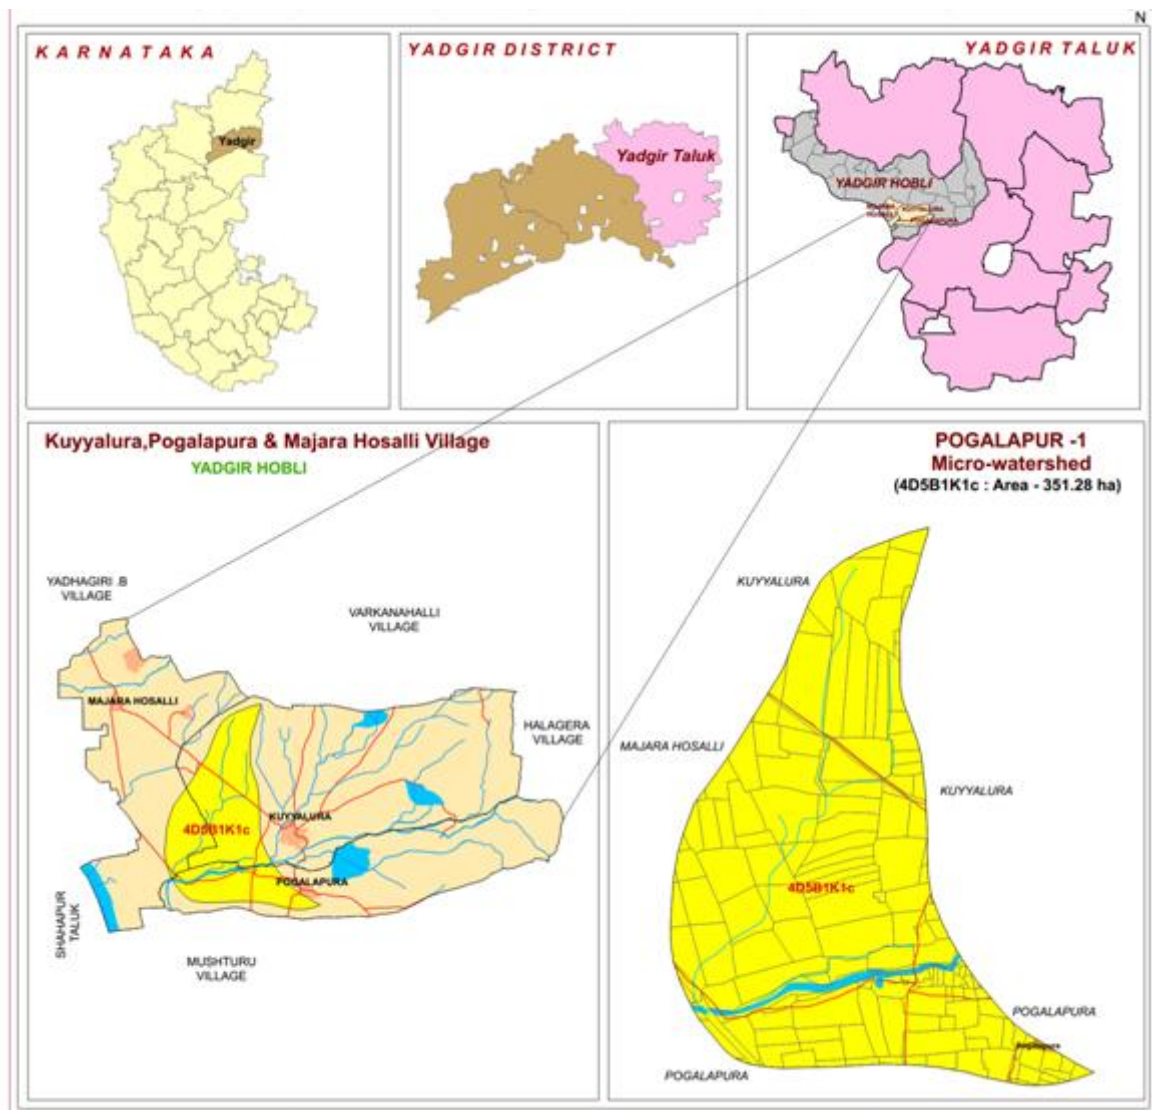 N
KARNATAKA
Yadgir
YADGIR DISTRICT
Yadgir Taluk
YADGIR TALUK
YADGIR HOBLI
Kuyyalura,Pogalapura & Majara Hosalli Village
YADGIR HOBLI
YADHAGIRI .B
VILLAGE
VARKANAHALLI
VILLAGE
MAJARA HOSALLI
HALAGERA
VILLAGE
KUYYALURA
4D5B1K1c
POGALAPURA
SHAHAPUR
TALUK
MUSHTURU
VILLAGE
POGALAPUR -1
Micro-watershed
(4D5B1K1c : Area - 351.28 ha)
KUYYALURA
MAJARA HOSALLI
KUYYALURA
4D5B1K1c
POGALAPURA
POGALAPURA